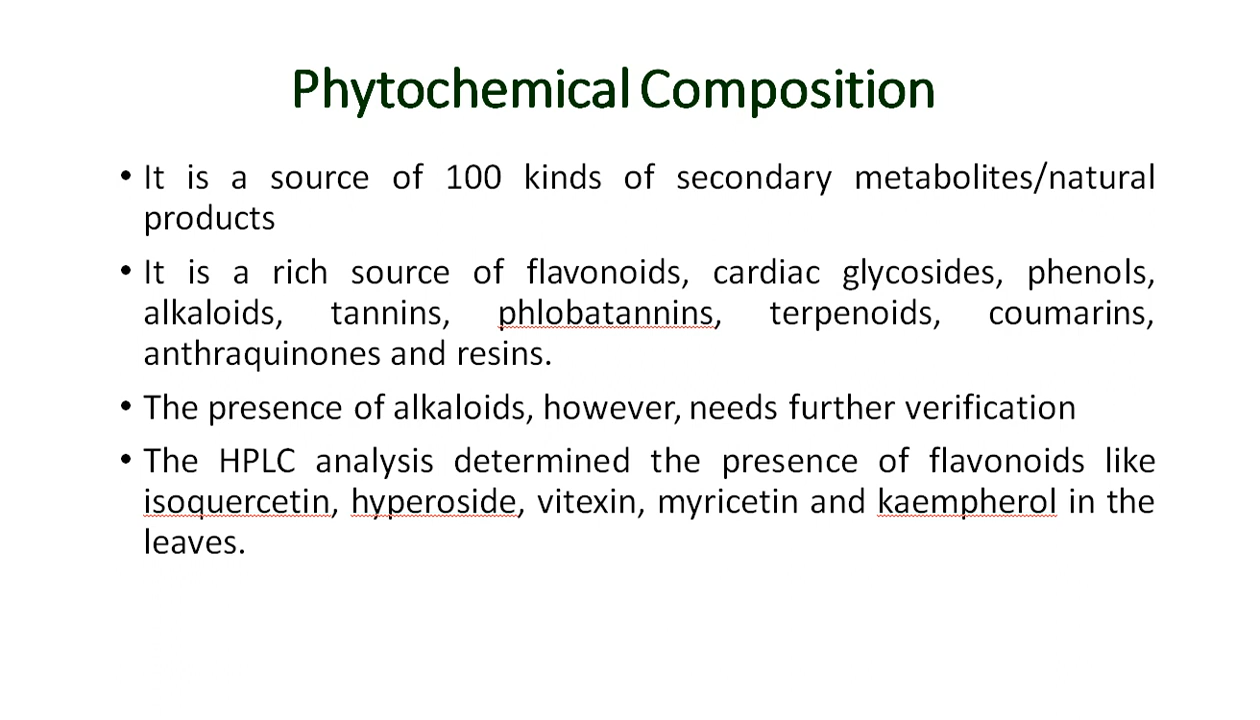 Phytochemical Composition
• It is a source of 100 kinds of secondary metabolites/natural
products
• It is a rich source of flavonoids, cardiac glycosides, phenols,
alkaloids, tannins, phlobatannins, terpenoids, coumarins,
anthraquinones and resins.
• The presence of alkaloids, however, needs further verification
• The HPLC analysis determined the presence of flavonoids like
isoquercetin, hyperoside, vitexin, myricetin and kaempherol in the
leaves.